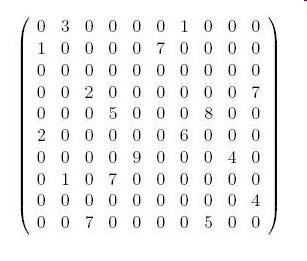 0 3 0 0 0 0 1 0 0 0
1 0 0 0 0 7 0 0 0 0
0 0 0 0 0 0 0 0 0 0
0 0 2 0 0 0 0 0 0 7
0 0 0 5 0 0 0 8 0 0
2 0 0 0 0 0 6 0 0 0
0 0 0 0 9 0 0 0 4 0
0 1 0 7 0 0 0 0 0 0
0 0 0 0 0 0 0 0 0 4
0 0 7 0 0 0 0 5 0 0